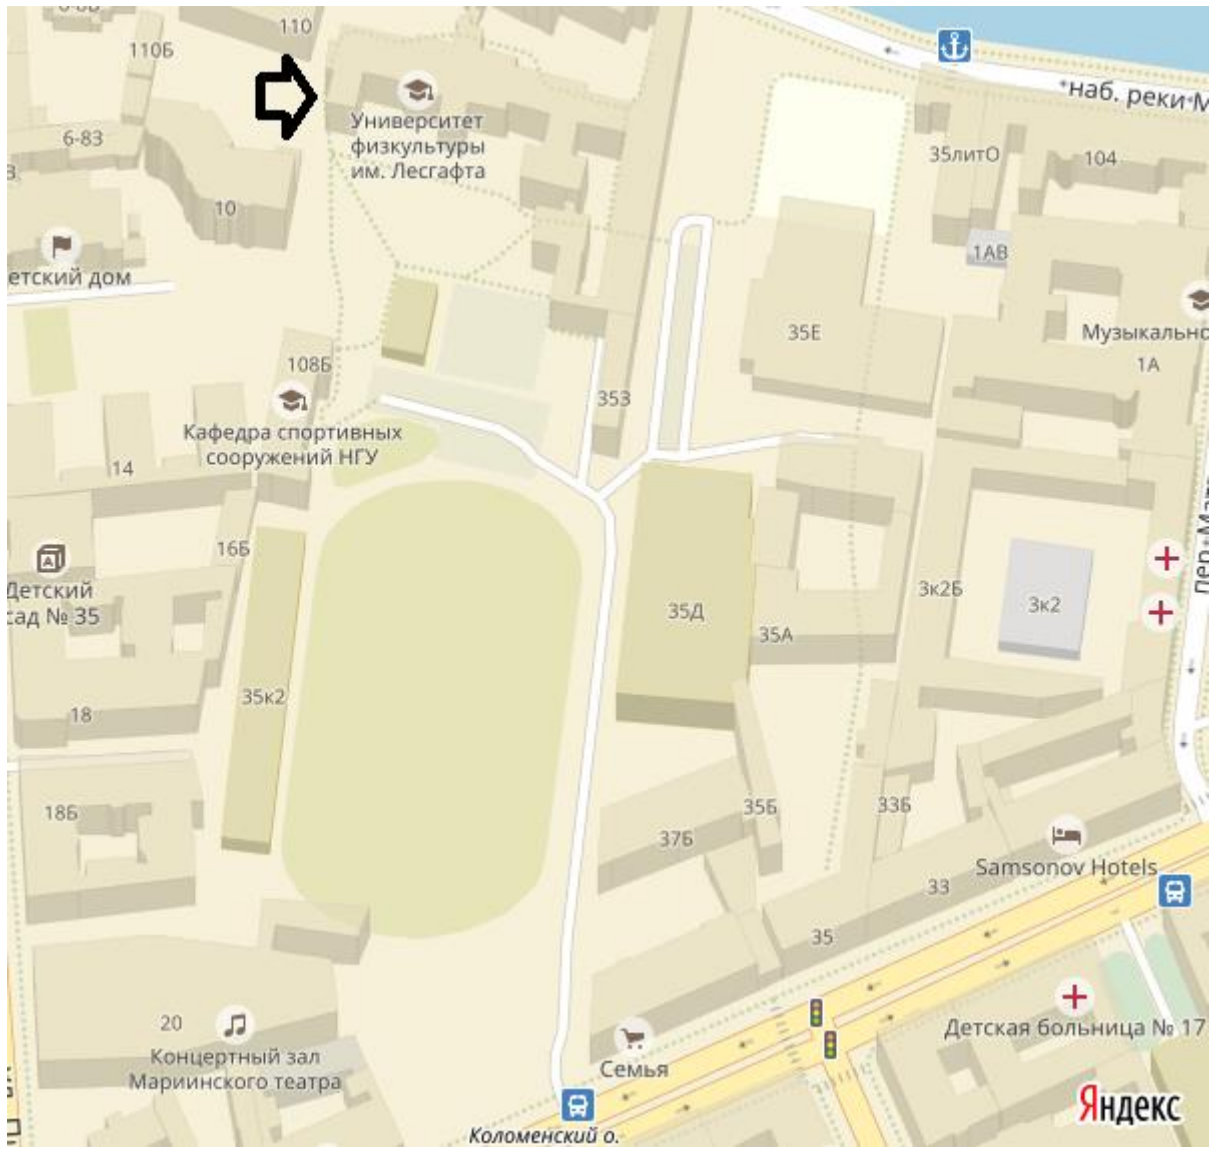 110
110Б
*наб. реки*М
Университет
физкультуры
им. Лесгафта
6-83
35литО
104
10
1АВ
етский дом
35Е
Музыкально
1А
108Б
353
Кафедра спортивных
сооружений НГУ
14
16Б
Детский
сад № 35
3к2Б
3к2
35Д
35А
35к2
18
18Б
35Б
33Б
37Б
Samsonov Hotels
33
35
20
Концертный зал
Мариинского театра
Детская больница № 17
Семья
Яндекс
Коломенский о.